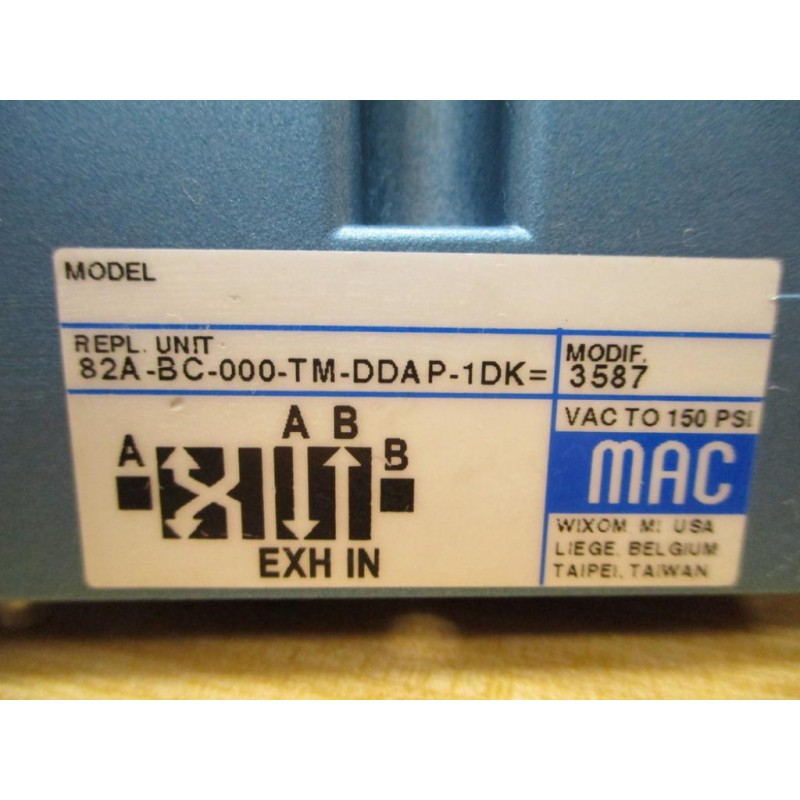 MODEL
REPL. UNIT
82A-BC-000-TM-DDAP-1DK=
MODIF.
3587
VAC TO 150 PSI
A B
A
B
EXH IN
MAC
WIXOM MI USA
LIEGE, BELGIUM
TAIPEI, TAIWAN